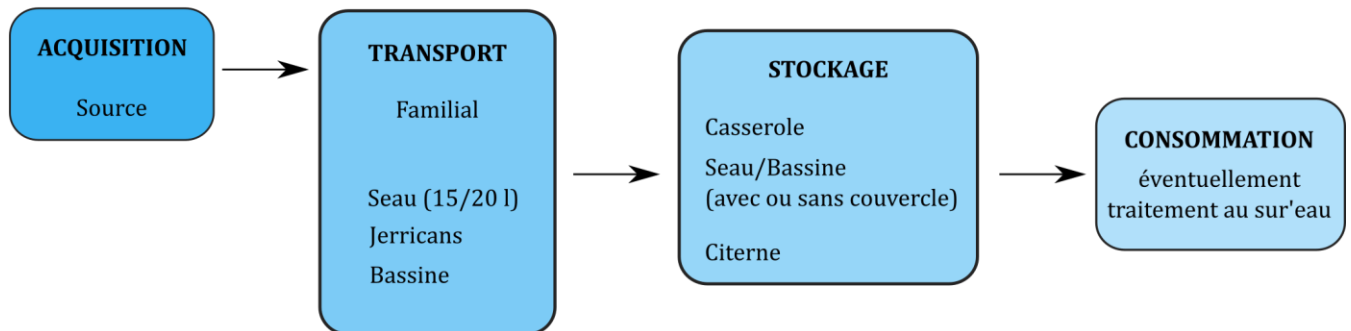 ACQUISITION
Source
TRANSPORT
Familial
Seau (15/20 l)
Jerricans
Bassine
STOCKAGE
Casserole
Seau/Bassine
(avec ou sans couvercle)
Citerne
CONSOMMATION
éventuellement
traitement au sur'eau